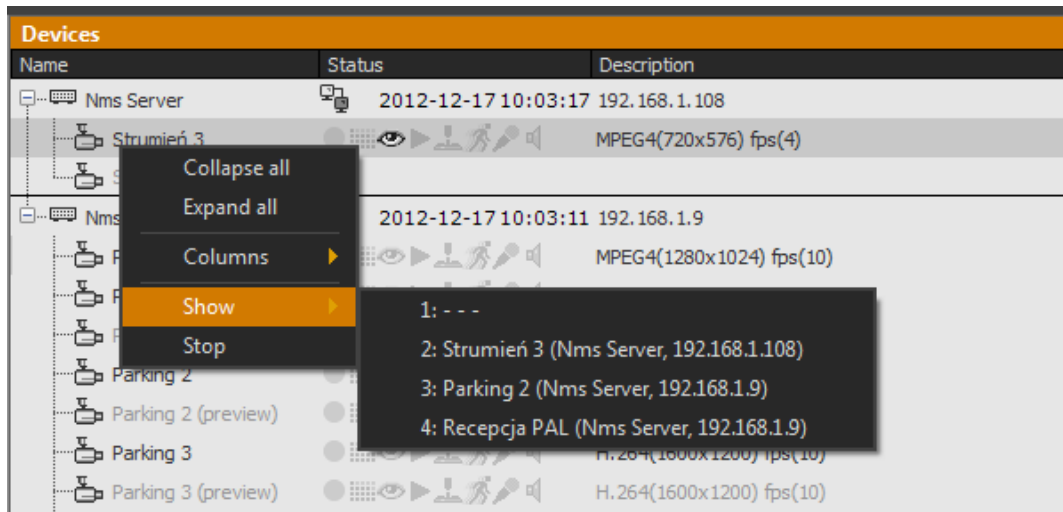 Devices
Name Status Description
Nms Server 2012-12-17 10:03:17 192.168.1.108
Strumień 3 MPEG4(720x576) fps(4)
Nms 2012-12-17 10:03:11 192.168.1.9
MPEG4(1280x1024) fps(10)
Parking 2
Parking 2 (preview)
Parking 3 H.264(1600x1200) fps(10)
Parking 3 (preview) H.264(1600x1200) fps(10)
Collapse all
Expand all
Columns
Show
Stop
1: - - -
2: Strumień 3 (Nms Server, 192.168.1.108)
3: Parking 2 (Nms Server, 192.168.1.9)
4: Recepcja PAL (Nms Server, 192.168.1.9)